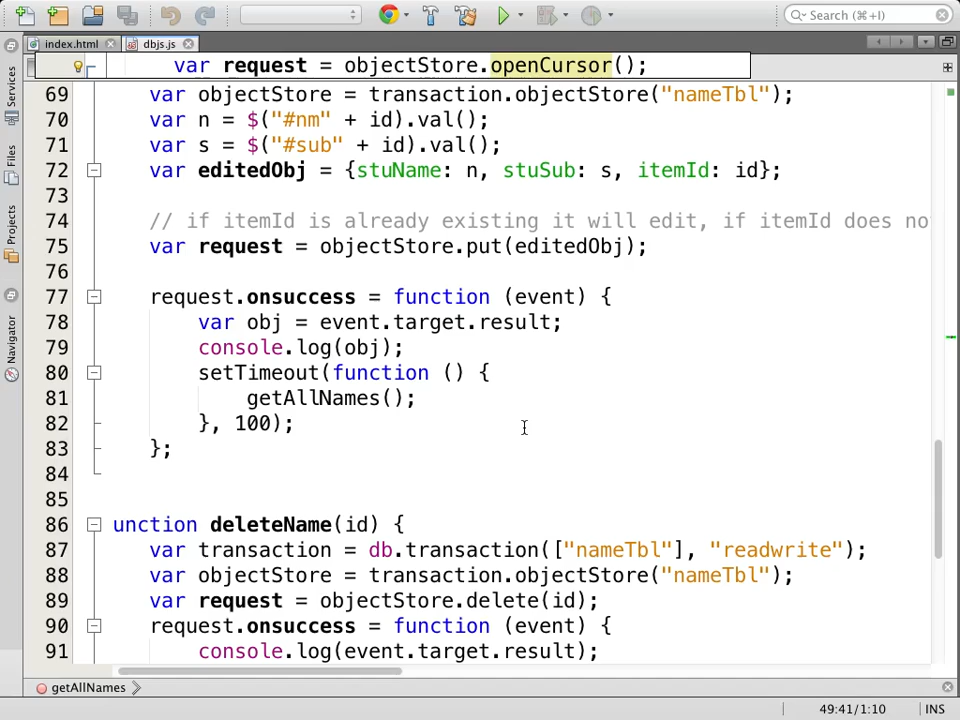 Search (⌘+I)
index.html
dbjs.js
var request = objectStore.openCursor();
69 var objectStore = transaction.objectStore("nameTbl");
70 var n = $("#nm" + id).val();
71 var s = $("#sub" + id).val();
72 var editedObj = {stuName: n, stuSub: s, itemId: id};
73
74 // if itemId is already existing it will edit, if itemId does no
75 var request = objectStore.put(editedObj);
76
77 request.onsuccess = function (event) {
78 var obj = event.target.result;
79 console.log(obj);
80 setTimeout(function () {
81 getAllNames();
82 }, 100);
83 };
84
85
86 unction deleteName(id) {
87 var transaction = db.transaction(["nameTbl"], "readwrite");
88 var objectStore = transaction.objectStore("nameTbl");
89 var request = objectStore.delete(id);
90 request.onsuccess = function (event) {
91 console.log(event.target.result);
Services
Files
Projects
Navigator
getAllNames
49:41/1:10
INS